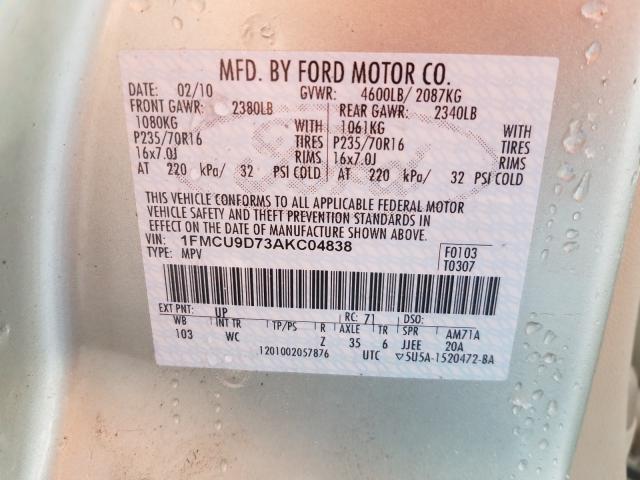 MFD. BY FORD MOTOR CO.
DATE: 02/10 GVWR: 4600LB/ 2087KG
FRONT GAWR: 2380LB REAR GAWR: 2340LB
1080KG WITH 1061KG WITH
P235/70R16 TIRES P235/70R16 TIRES
16x7.0J RIMS 16x7.0J RIMS
AT 220 kPa/ 32 PSI COLD AT 220 kPa/ 32 PSI COLD
THIS VEHICLE CONFORMS TO ALL APPLICABLE FEDERAL MOTOR
VEHICLE SAFETY AND THEFT PREVENTION STANDARDS IN
EFFECT ON THE DATE OF MANUFACTURE SHOWN ABOVE.
VIN: 1FMCU9D73AKC04838 F0103
TYPE: MPV T0307
EXT PNT: UP RC: 71 DSO:
WB INT TR TP/PS R AXLE TR SPR AM71A
103 WC Z 35 6 JJEE 20A
1201002057876 UTC 5U5A-1520472-BA